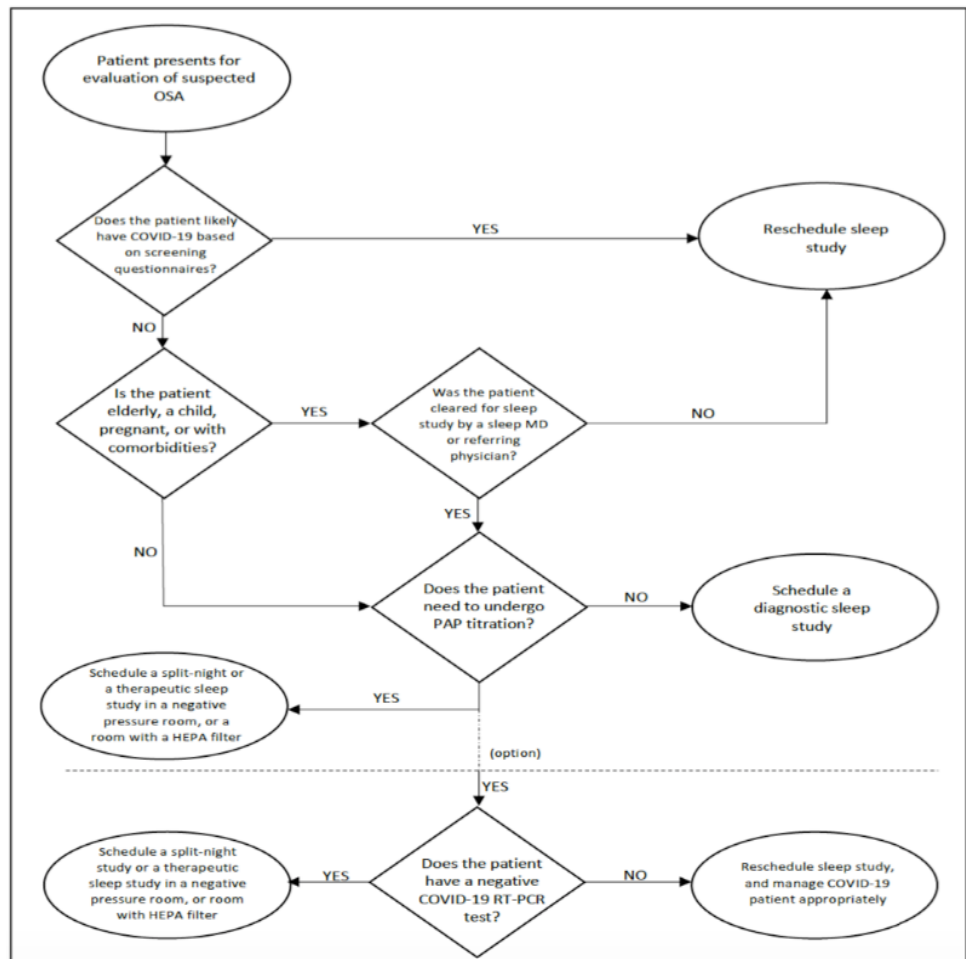 Patient presents for
evaluation of suspected
OSA
Does the patient likely
have COVID-19 based
on screening
questionnaires?
YES
Reschedule sleep
study
NO
Is the patient
elderly, a child,
pregnant, or with
comorbidities?
YES
Was the patient
cleared for sleep
study by a sleep MD
or referring
physician?
NO
YES
NO
Does the patient
need to undergo
PAP titration?
NO
Schedule a
diagnostic sleep
study
Schedule a split-night or
a therapeutic sleep
study in a negative
pressure room, or a
room with a HEPA filter
YES
(option)
YES
Schedule a split-night
study or a therapeutic
sleep study in a negative
pressure room, or room
with HEPA filter
YES
Does the patient
have a negative
COVID-19 RT-PCR
test?
NO
Reschedule sleep study,
and manage COVID-19
patient appropriately